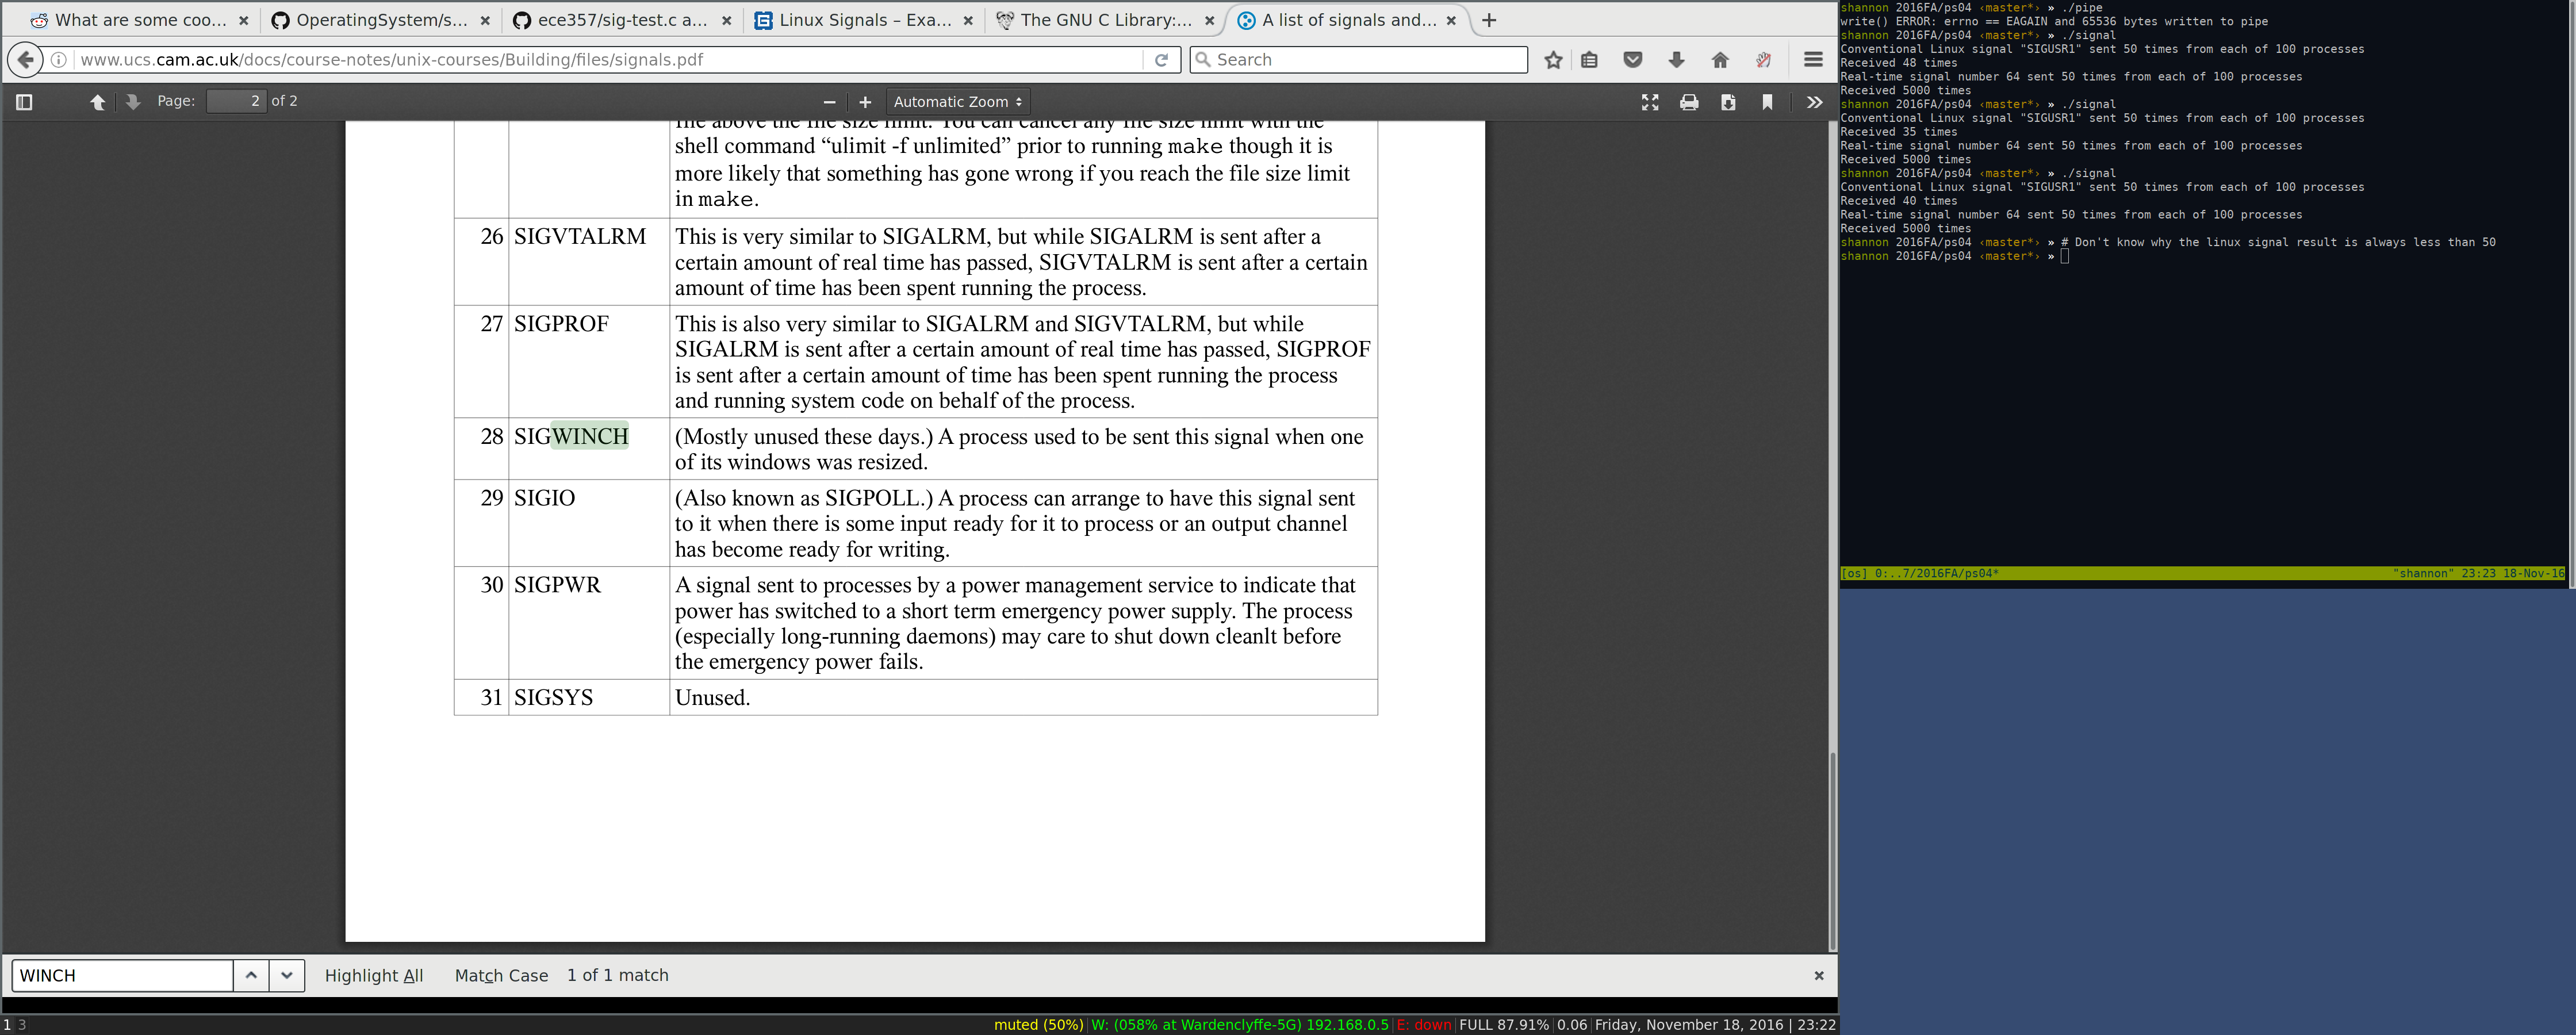 What are some coo...
OperatingSystem/s...
ece357/sig-test.c a...
Linux Signals – Exa...
The GNU C Library:...
A list of signals and...
www.ucs.cam.ac.uk/docs/course-notes/unix-courses/Building/files/signals.pdf
Search
Page: 2 of 2
Automatic Zoom
file above the file size limit. You can cancel any file size limit with the
shell command “ulimit -f unlimited” prior to running make though it is
more likely that something has gone wrong if you reach the file size limit
in make.
26 SIGVTALRM This is very similar to SIGALRM, but while SIGALRM is sent after a
certain amount of real time has passed, SIGVTALRM is sent after a certain
amount of time has been spent running the process.
27 SIGPROF This is also very similar to SIGALRM and SIGVTALRM, but while
SIGALRM is sent after a certain amount of real time has passed, SIGPROF
is sent after a certain amount of time has been spent running the process
and running system code on behalf of the process.
28 SIGWINCH (Mostly unused these days.) A process used to be sent this signal when one
of its windows was resized.
29 SIGIO (Also known as SIGPOLL.) A process can arrange to have this signal sent
to it when there is some input ready for it to process or an output channel
has become ready for writing.
30 SIGPWR A signal sent to processes by a power management service to indicate that
power has switched to a short term emergency power supply. The process
(especially long-running daemons) may care to shut down cleanlt before
the emergency power fails.
31 SIGSYS Unused.
WINCH Highlight All Match Case 1 of 1 match
shannon 2016FA/ps04 ‹master*› » ./pipe
write() ERROR: errno == EAGAIN and 65536 bytes written to pipe
shannon 2016FA/ps04 ‹master*› » ./signal
Conventional Linux signal "SIGUSR1" sent 50 times from each of 100 processes
Received 48 times
Real-time signal number 64 sent 50 times from each of 100 processes
Received 5000 times
shannon 2016FA/ps04 ‹master*› » ./signal
Conventional Linux signal "SIGUSR1" sent 50 times from each of 100 processes
Received 35 times
Real-time signal number 64 sent 50 times from each of 100 processes
Received 5000 times
shannon 2016FA/ps04 ‹master*› » ./signal
Conventional Linux signal "SIGUSR1" sent 50 times from each of 100 processes
Received 40 times
Real-time signal number 64 sent 50 times from each of 100 processes
Received 5000 times
shannon 2016FA/ps04 ‹master*› » # Don't know why the linux signal result is always less than 50
shannon 2016FA/ps04 ‹master*› »
[os] 0:..7/2016FA/ps04* "shannon" 23:23 18-Nov-16
1 3 muted (50%) | W: (058% at Wardenclyffe-5G) 192.168.0.5 | E: down | FULL 87.91% | 0.06 | Friday, November 18, 2016 | 23:22